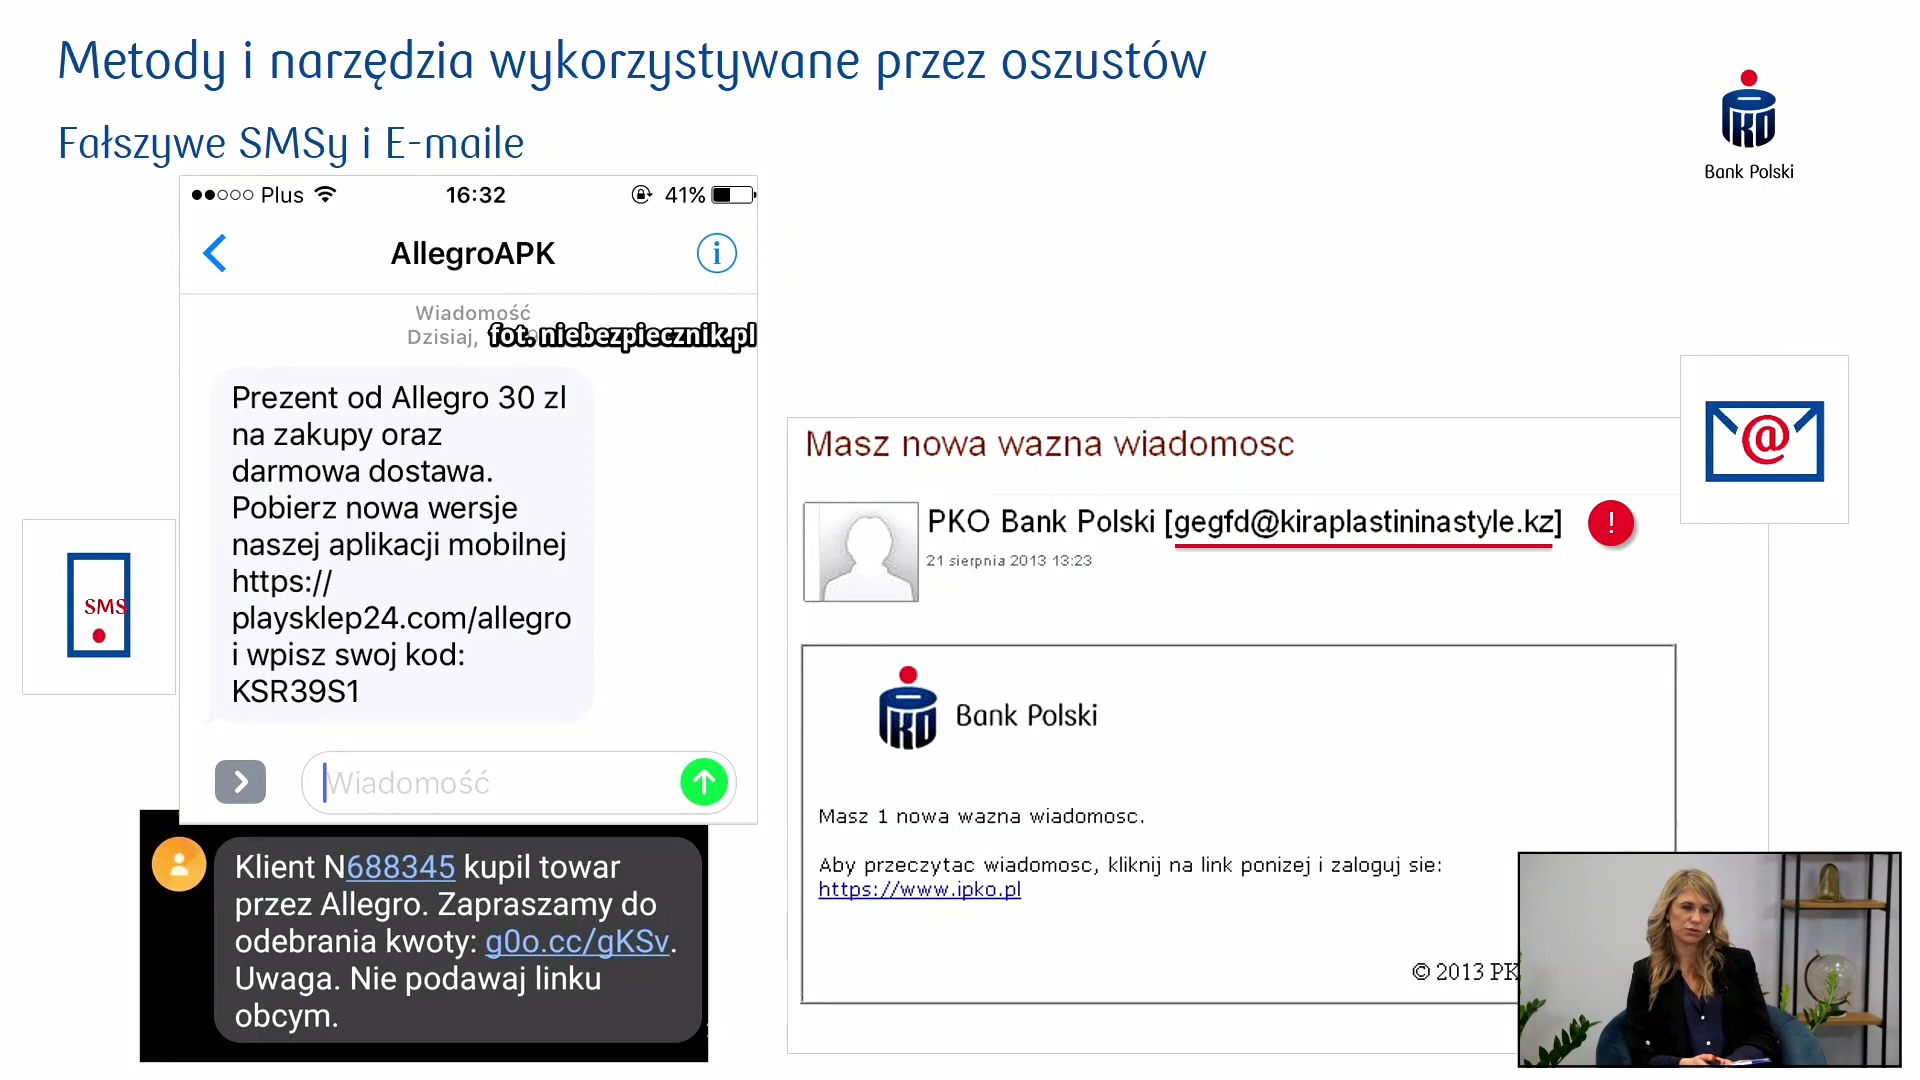 Metody i narzędzia wykorzystywane przez oszustów
Fałszywe SMSy i E-maile
Bank Polski
Plus
16:32
41%
AllegroAPK
Wiadomość
Dzisiaj,
fot. niebezpiecznik.pl
Prezent od Allegro 30 zl
na zakupy oraz
darmowa dostawa.
Pobierz nowa wersje
naszej aplikacji mobilnej
https://
playsklep24.com/allegro
i wpisz swoj kod:
KSR39S1
Wiadomość
SMS
Klient N688345 kupil towar
przez Allegro. Zapraszamy do
odebrania kwoty: g0o.cc/gKSv.
Uwaga. Nie podawaj linku
obcym.
Masz nowa wazna wiadomosc
@
PKO Bank Polski [gegfd@kiraplastininastyle.kz]
!
21 sierpnia 2013 13:23
Bank Polski
Masz 1 nowa wazna wiadomosc.
Aby przeczytac wiadomosc, kliknij na link ponizej i zaloguj sie:
https://www.ipko.pl
© 2013 PK